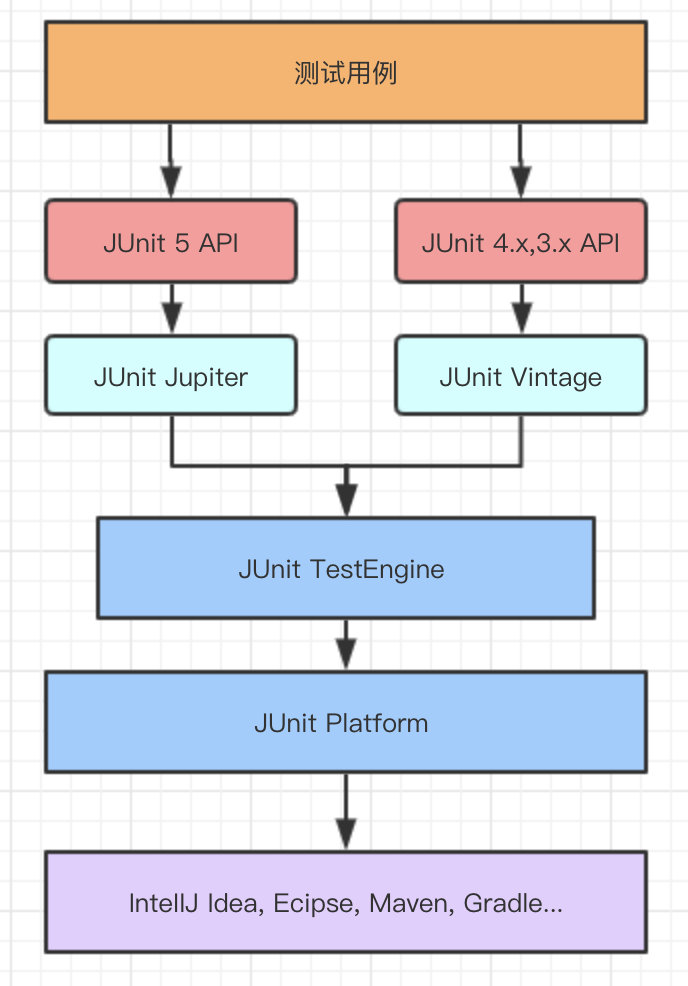 测试用例
JUnit 5 API
JUnit 4.x,3.x API
JUnit Jupiter
JUnit Vintage
JUnit TestEngine
JUnit Platform
IntellJ Idea, Ecipse, Maven, Gradle...